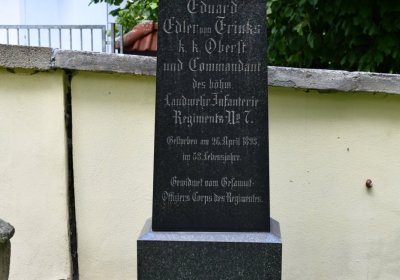 Eduard
Edler von Trinks
k. k. Oberst
und Commandant
des böhm.
Landwehr Infanterie
Regiments No 7.
Gestorben am 26. April 1895
im 53. Lebensjahre.
Gewidmet vom Gesammt-
Offiziers Corps des Regimentes.